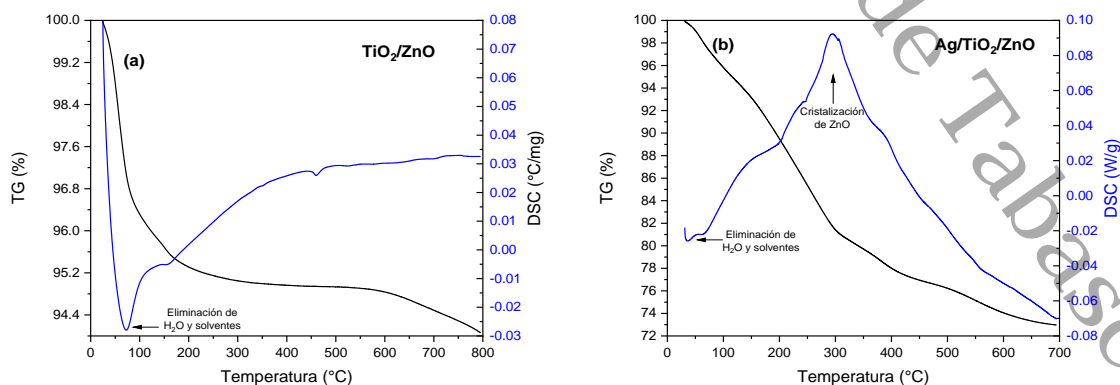 (a)
TiO2/ZnO
TG (%)
100.0
99.2
98.4
97.6
96.8
96.0
95.2
94.4
DSC (°C/mg)
0.08
0.07
0.06
0.05
0.04
0.03
0.02
0.01
0.00
-0.01
-0.02
-0.03
Eliminación de
H2O y solventes
0 100 200 300 400 500 600 700 800
Temperatura (°C)
(b)
Ag/TiO2/ZnO
TG (%)
100
98
96
94
92
90
88
86
84
82
80
78
76
74
72
DSC (W/g)
0.10
0.08
0.06
0.04
0.02
0.00
-0.02
-0.04
-0.06
-0.08
Cristalización
de ZnO
Eliminación de
H2O y solventes
0 100 200 300 400 500 600 700
Temperatura (°C)
de Tabasco